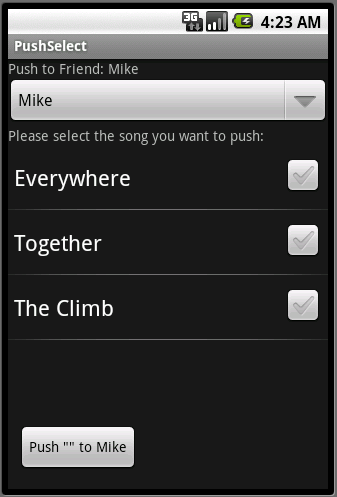 3G 4:23 AM
PushSelect
Push to Friend: Mike
Mike
Please select the song you want to push:
Everywhere
Together
The Climb
Push "" to Mike